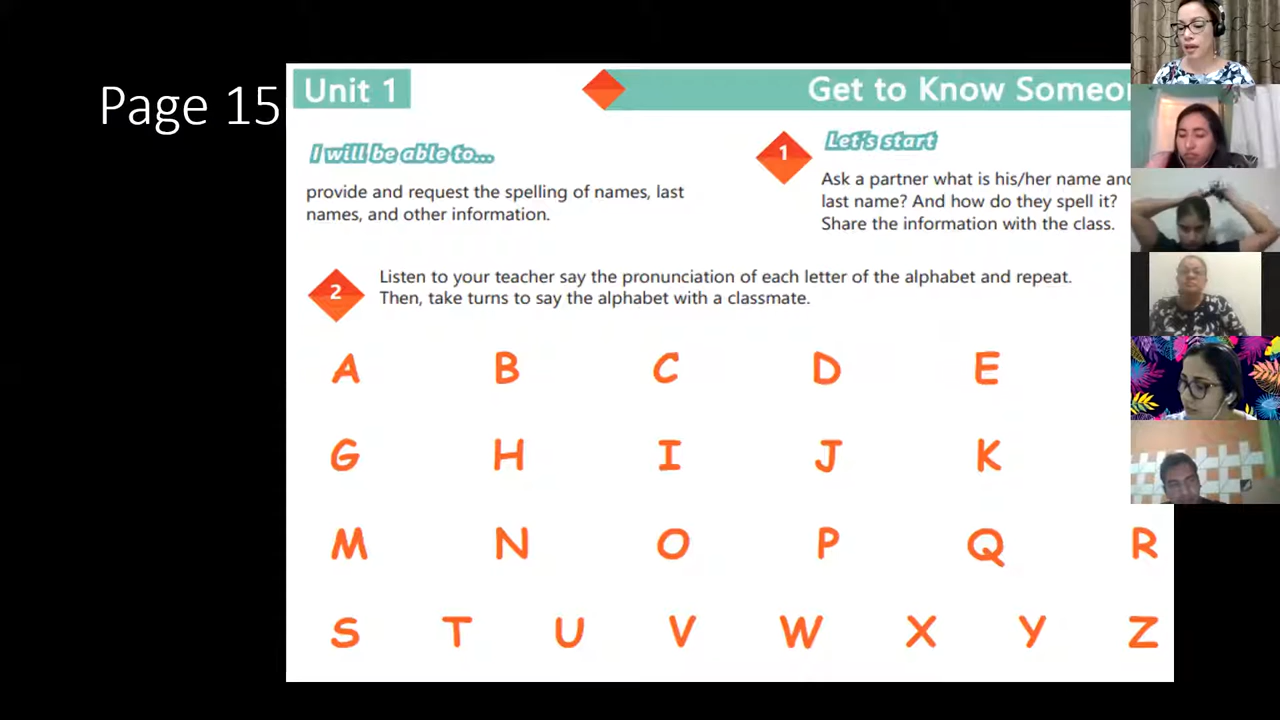 Page 15
Unit 1
Get to Know Someo
I will be able to...
provide and request the spelling of names, last
names, and other information.
1
Let's start
Ask a partner what is his/her name and
last name? And how do they spell it?
Share the information with the class.
2
Listen to your teacher say the pronunciation of each letter of the alphabet and repeat.
Then, take turns to say the alphabet with a classmate.
A B C D E
G H I J K
M N O P Q R
S T U V W X Y Z